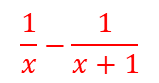 1/x − 1/(x + 1)